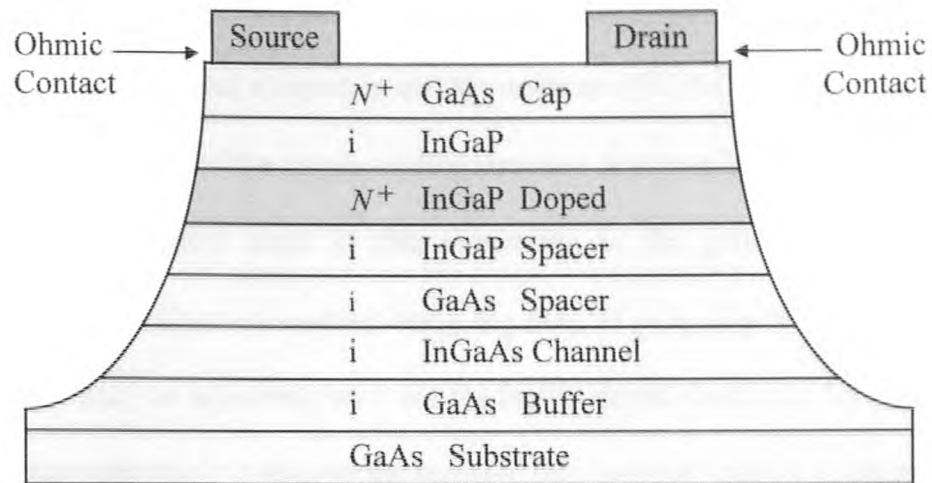 Source
Drain
Ohmic
Contact
Ohmic
Contact
N+ GaAs Cap
i InGaP
N+ InGaP Doped
i InGaP Spacer
i GaAs Spacer
i InGaAs Channel
i GaAs Buffer
GaAs Substrate